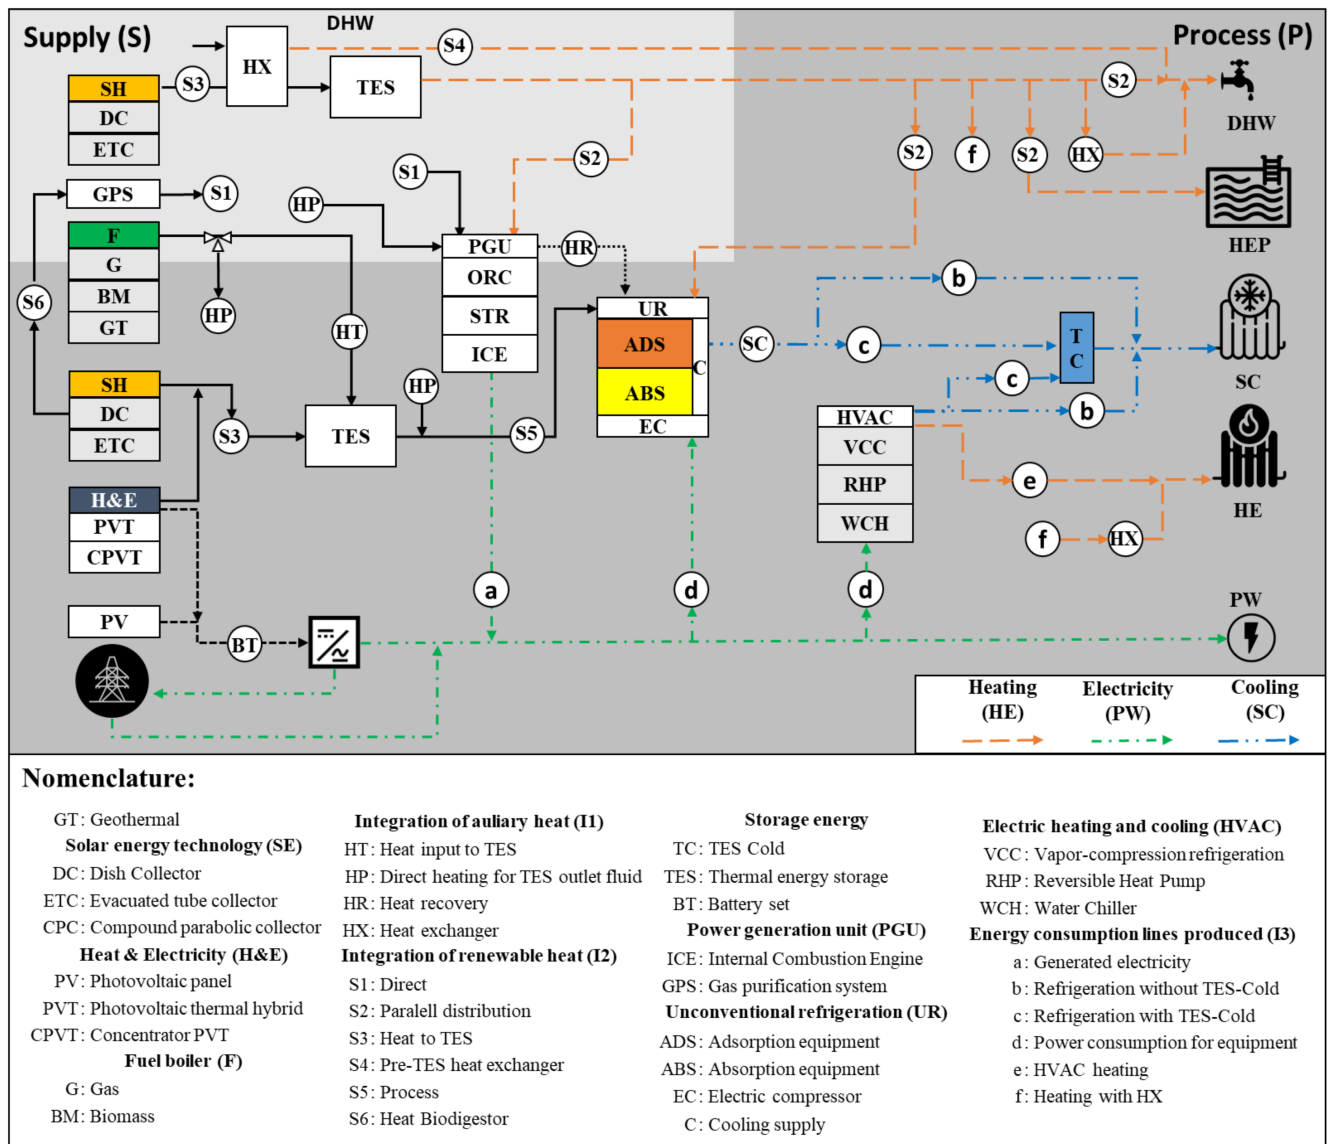 Supply (S)
DHW
Process (P)
HX
S4
SH
S3
TES
S2
DHW
DC
ETC
S2
f
S2
HX
S2
S1
GPS
S1
HP
HEP
F
PGU
HR
G
ORC
b
S6
BM
HP
UR
GT
HT
STR
ADS
SC
c
T
C
ICE
C
SC
SH
HP
ABS
c
DC
S3
TES
S5
EC
HVAC
b
ETC
VCC
H&E
RHP
e
HE
PVT
WCH
f
HX
CPVT
a
d
d
PV
PW
BT
Heating
(HE)
Electricity
(PW)
Cooling
(SC)
Nomenclature:
GT: Geothermal
Solar energy technology (SE)
DC: Dish Collector
ETC: Evacuated tube collector
CPC: Compound parabolic collector
Heat & Electricity (H&E)
PV: Photovoltaic panel
PVT: Photovoltaic thermal hybrid
CPVT: Concentrator PVT
Fuel boiler (F)
G: Gas
BM: Biomass
Integration of auliary heat (I1)
HT: Heat input to TES
HP: Direct heating for TES outlet fluid
HR: Heat recovery
HX: Heat exchanger
Integration of renewable heat (I2)
S1: Direct
S2: Paralell distribution
S3: Heat to TES
S4: Pre-TES heat exchanger
S5: Process
S6: Heat Biodigestor
Storage energy
TC: TES Cold
TES: Thermal energy storage
BT: Battery set
Power generation unit (PGU)
ICE: Internal Combustion Engine
GPS: Gas purification system
Unconventional refrigeration (UR)
ADS: Adsorption equipment
ABS: Absorption equipment
EC: Electric compressor
C: Cooling supply
Electric heating and cooling (HVAC)
VCC: Vapor-compression refrigeration
RHP: Reversible Heat Pump
WCH: Water Chiller
Energy consumption lines produced (I3)
a: Generated electricity
b: Refrigeration without TES-Cold
c: Refrigeration with TES-Cold
d: Power consumption for equipment
e: HVAC heating
f: Heating with HX